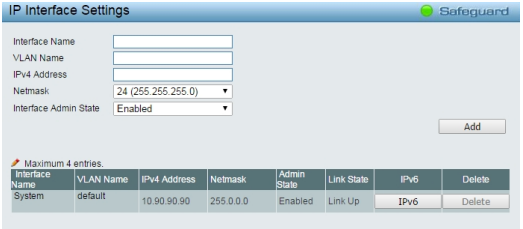 IP Interface Settings
Safeguard
Interface Name
VLAN Name
IPv4 Address
Netmask 24 (255.255.255.0)
Interface Admin State Enabled
Add
Maximum 4 entries.
Interface Name VLAN Name IPv4 Address Netmask Admin State Link State IPv6 Delete
System default 10.90.90.90 255.0.0.0 Enabled Link Up IPv6 Delete